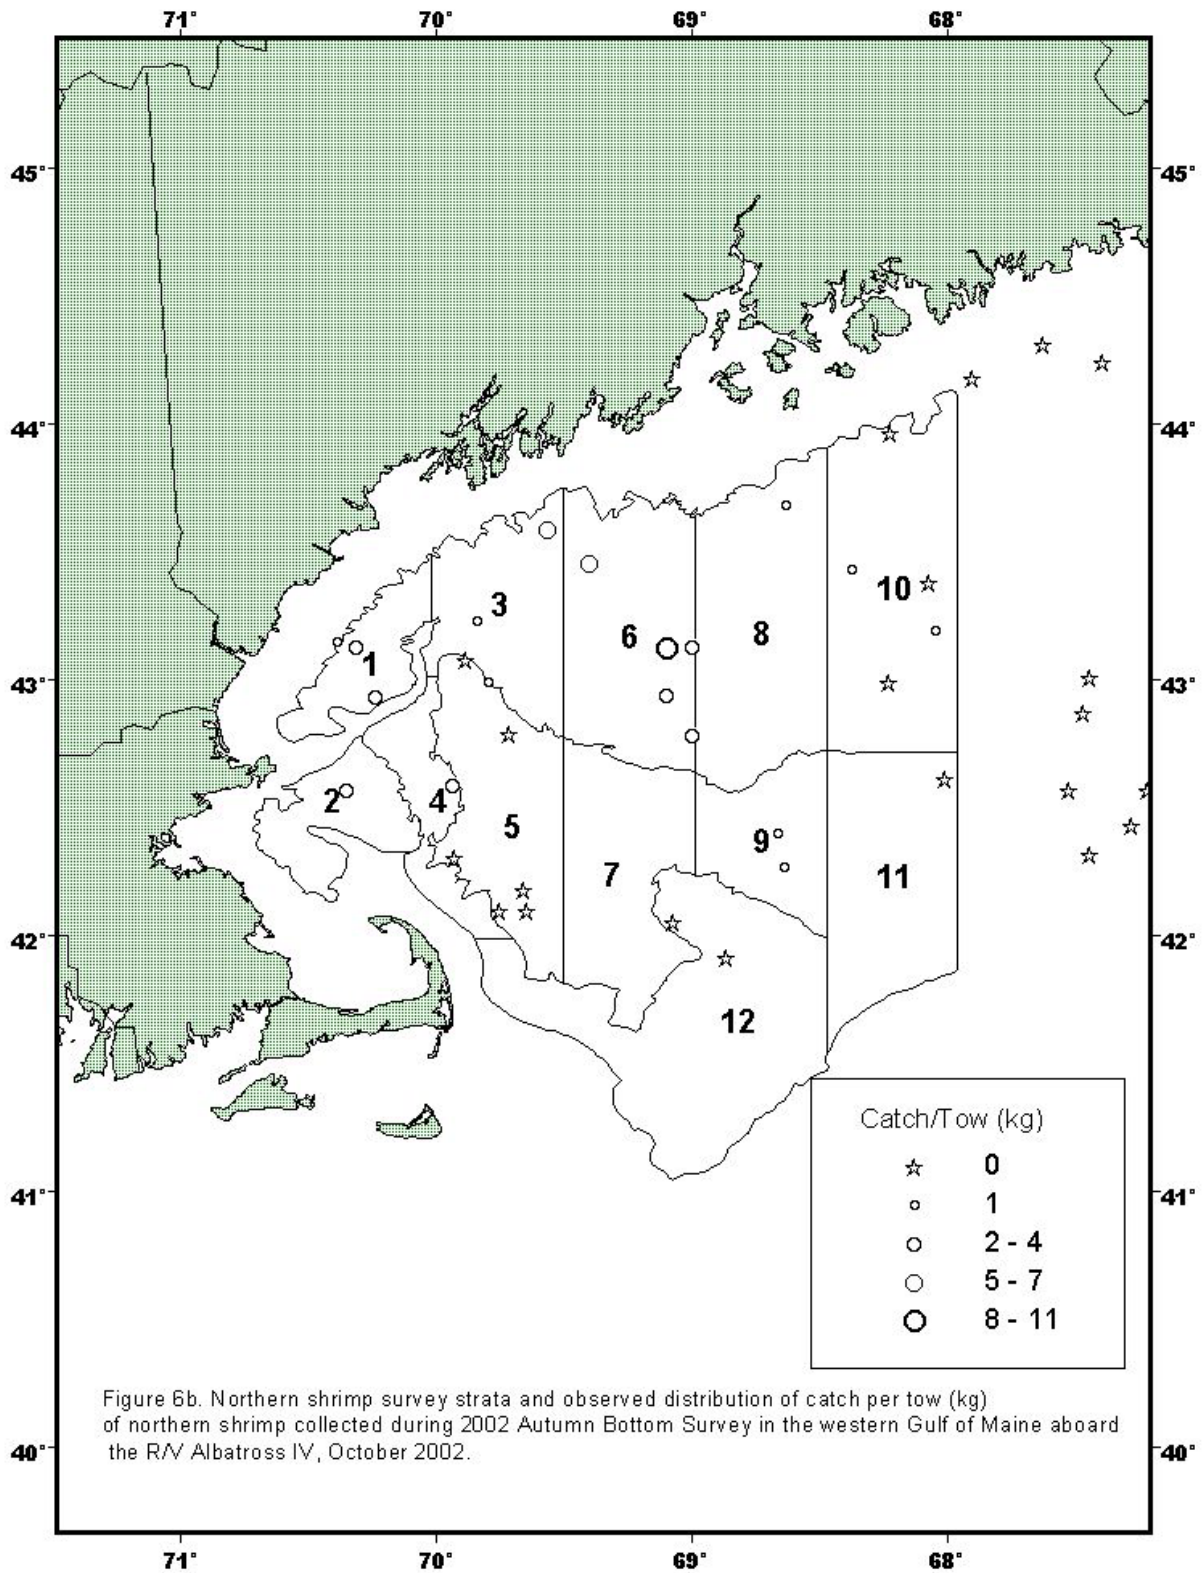 71° 70° 69° 68°
45° 45°
44° 44°
10
3
6 8
1
43° 43°
2 4
5
9
7 11
42° 42°
12
Catch/Tow (kg)
0
1
2 - 4
5 - 7
8 - 11
41° 41°
Figure 6b. Northern shrimp survey strata and observed distribution of catch per tow (kg)
of northern shrimp collected during 2002 Autumn Bottom Survey in the western Gulf of Maine aboard
the R/V Albatross IV, October 2002.
40° 40°
71° 70° 69° 68°